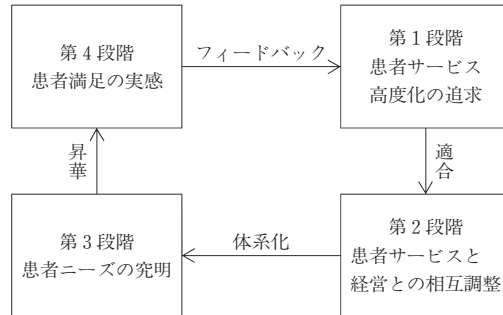 第４段階
患者満足の実感
フィードバック
第１段階
患者サービス
高度化の追求
昇華
適合
第３段階
患者ニーズの究明
体系化
第２段階
患者サービスと
経営との相互調整